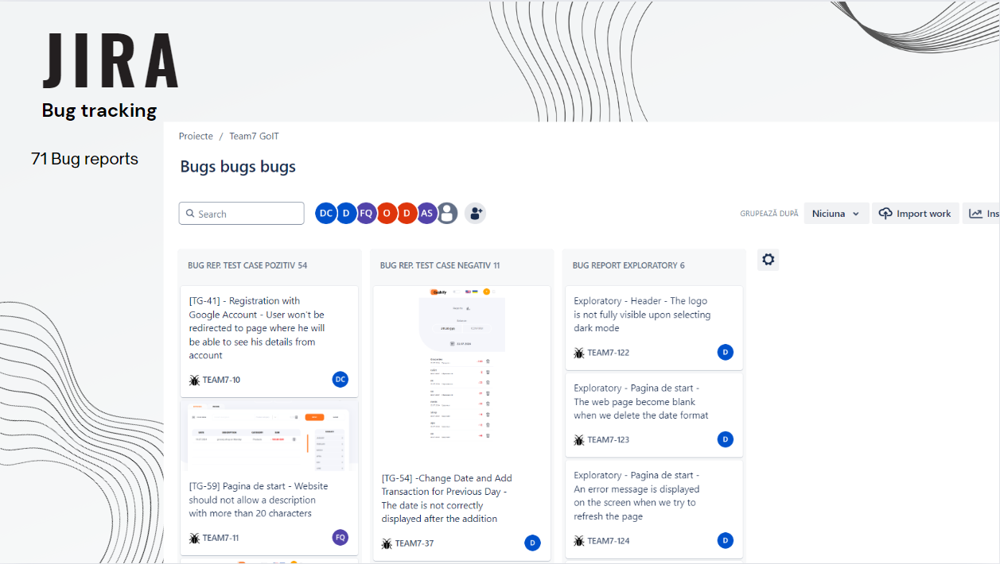 JIRA
Bug tracking
71 Bug reports
Proiecte / Team7 GoIT
Bugs bugs bugs
Search
DC D FQ O D AS
GRUPEAZĂ DUPĂ
Niciuna
Import work
Ins
BUG REP. TEST CASE POZITIV 54
[TG-41] - Registration with
Google Account - User won't be
redirected to page where he will
be able to see his details from
account
TEAM7-10
DC
[TG-59] Pagina de start - Website
should not allow a description
with more than 20 characters
TEAM7-11
FQ
BUG REP. TEST CASE NEGATIV 11
[TG-54] -Change Date and Add
Transaction for Previous Day -
The date is not correctly
displayed after the addition
TEAM7-37
D
BUG REPORT EXPLORATORY 6
Exploratory - Header - The logo
is not fully visible upon selecting
dark mode
TEAM7-122
D
Exploratory - Pagina de start -
The web page become blank
when we delete the date format
TEAM7-123
D
Exploratory - Pagina de start -
An error message is displayed
on the screen when we try to
refresh the page
TEAM7-124
D